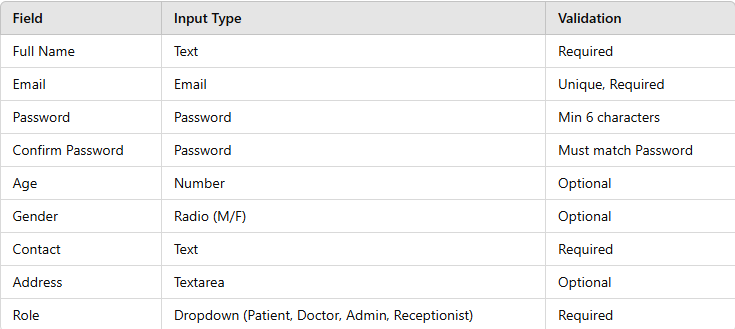 Field Input Type Validation
Full Name Text Required
Email Email Unique, Required
Password Password Min 6 characters
Confirm Password Password Must match Password
Age Number Optional
Gender Radio (M/F) Optional
Contact Text Required
Address Textarea Optional
Role Dropdown (Patient, Doctor, Admin, Receptionist) Required